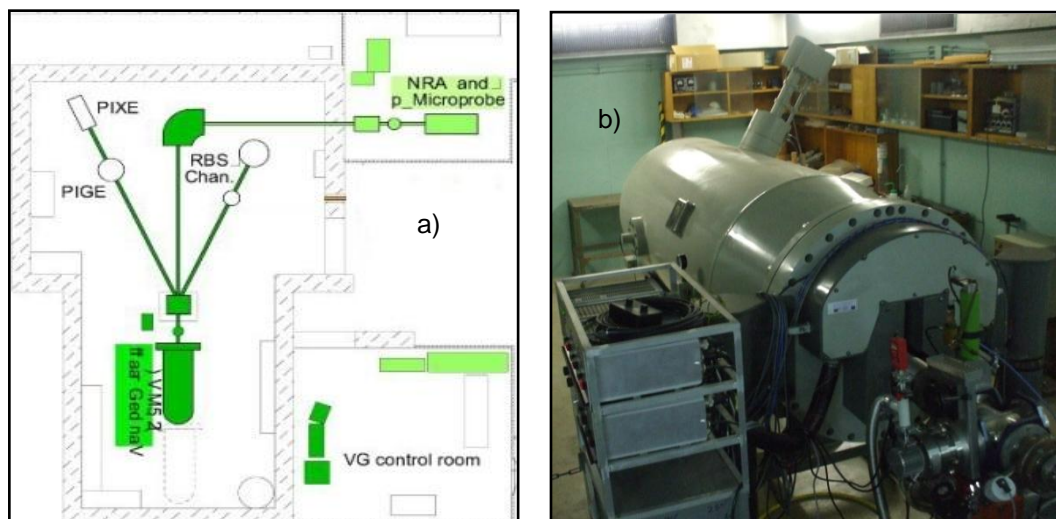 NRA and
p_Microprobe
PIXE
RBS
Chan.
PIGE
a)
VG control room
b)